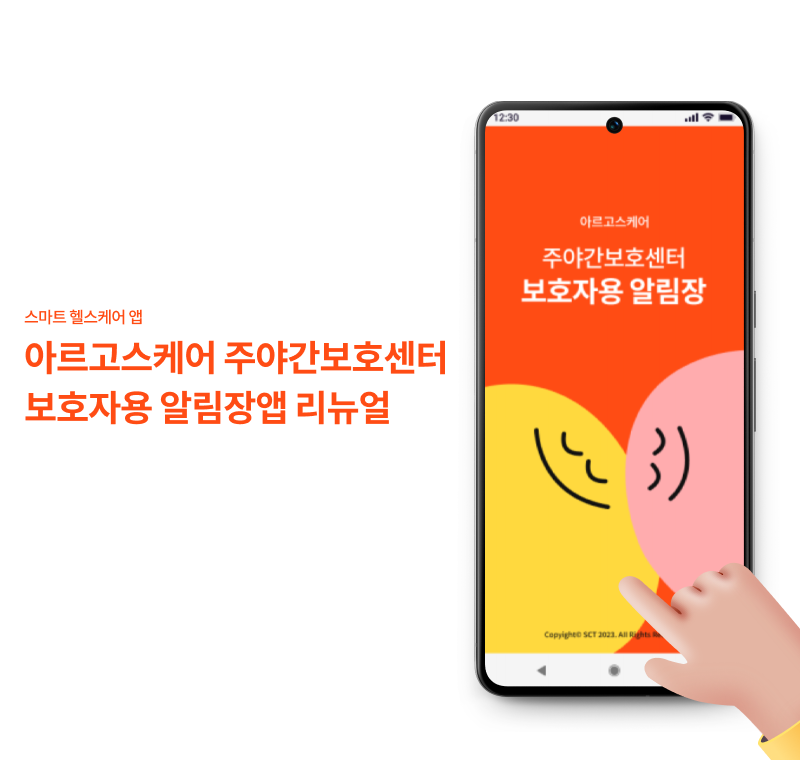 스마트 헬스케어 앱
아르고스케어 주야간보호센터
보호자용 알림장앱 리뉴얼
12:30
아르고스케어
주야간보호센터
보호자용 알림장
Copyight© SCT 2023. All Rights